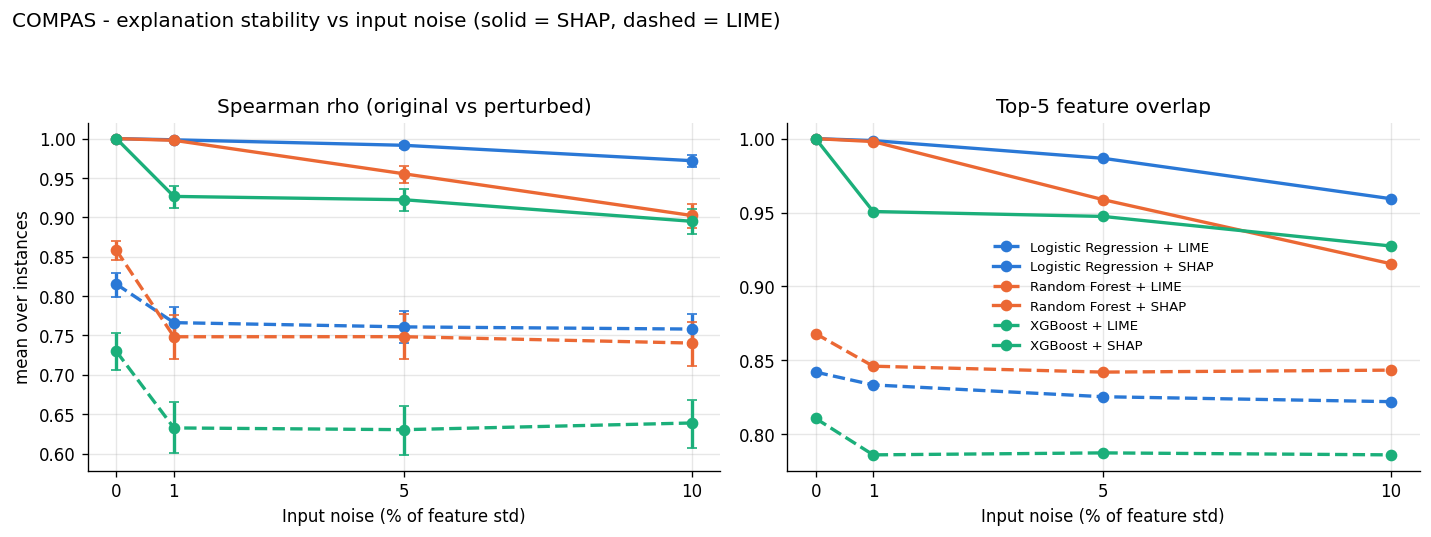 COMPAS - explanation stability vs input noise (solid = SHAP, dashed = LIME)
Spearman rho (original vs perturbed)
mean over instances
1.00
0.95
0.90
0.85
0.80
0.75
0.70
0.65
0.60
0 1 5 10
Input noise (% of feature std)
Top-5 feature overlap
1.00
0.95
0.90
0.85
0.80
Logistic Regression + LIME
Logistic Regression + SHAP
Random Forest + LIME
Random Forest + SHAP
XGBoost + LIME
XGBoost + SHAP
0 1 5 10
Input noise (% of feature std)